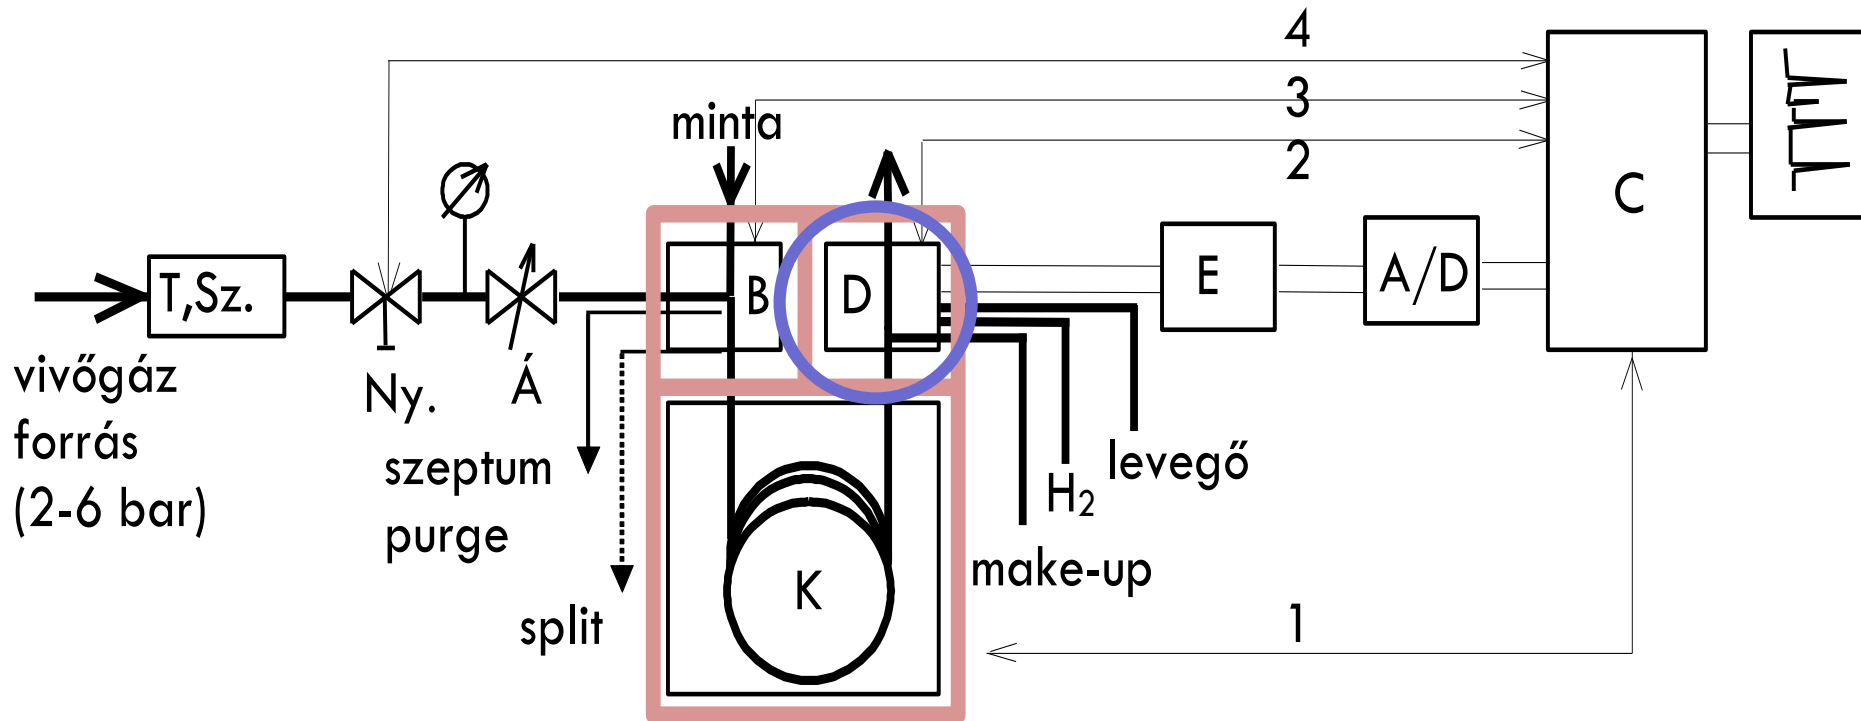 4
3
2
minta
C
T,Sz.
B
D
E
A/D
vivőgáz
forrás
(2-6 bar)
Ny.
Á
szeptum
purge
split
levegő
H₂
make-up
K
1